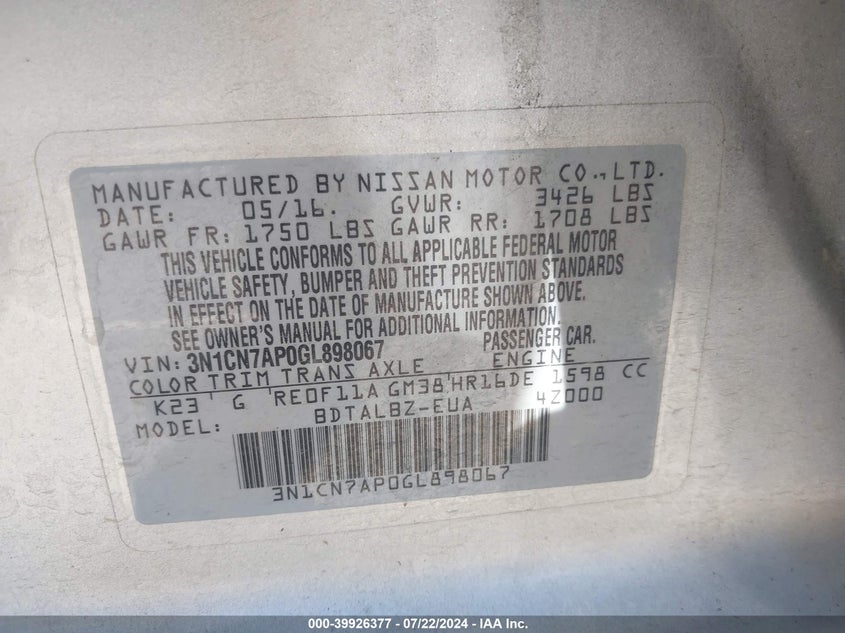 MANUFACTURED BY NISSAN MOTOR CO.,LTD.
DATE: 05/16. GVWR: 3426 LBS
GAWR FR: 1750 LBS GAWR RR: 1708 LBS
THIS VEHICLE CONFORMS TO ALL APPLICABLE FEDERAL MOTOR
VEHICLE SAFETY, BUMPER AND THEFT PREVENTION STANDARDS
IN EFFECT ON THE DATE OF MANUFACTURE SHOWN ABOVE.
SEE OWNER'S MANUAL FOR ADDITIONAL INFORMATION.
VIN: 3N1CN7AP0GL898067 PASSENGER CAR.
COLOR TRIM TRANS AXLE ENGINE
K23 G RE0F11A GM38 HR16DE 1598 CC
MODEL: BDTALBZ-EUA 4Z000
3N1CN7AP0GL898067
000-39926377 - 07/22/2024 - IAA Inc.